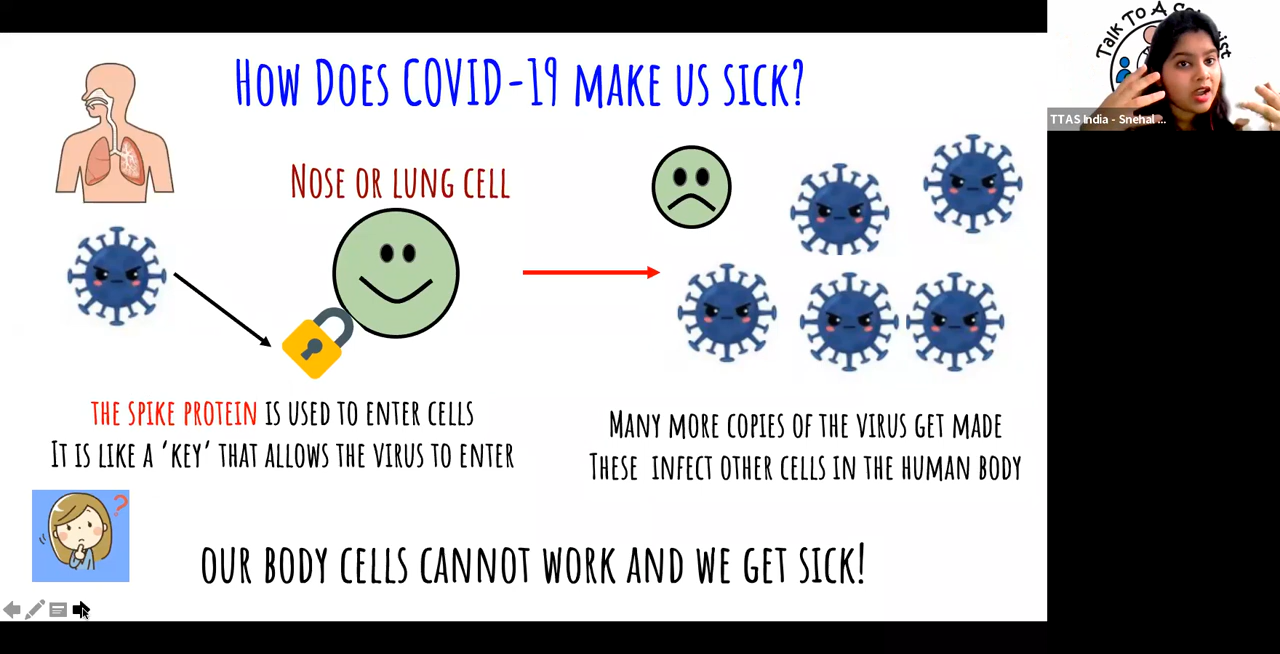 How Does COVID-19 make us sick?
Talk To A
TTAS India - Snehal ...
Nose or lung cell
the spike protein is used to enter cells
It is like a ‘key’ that allows the virus to enter
Many more copies of the virus get made
These infect other cells in the human body
?
our body cells cannot work and we get sick!